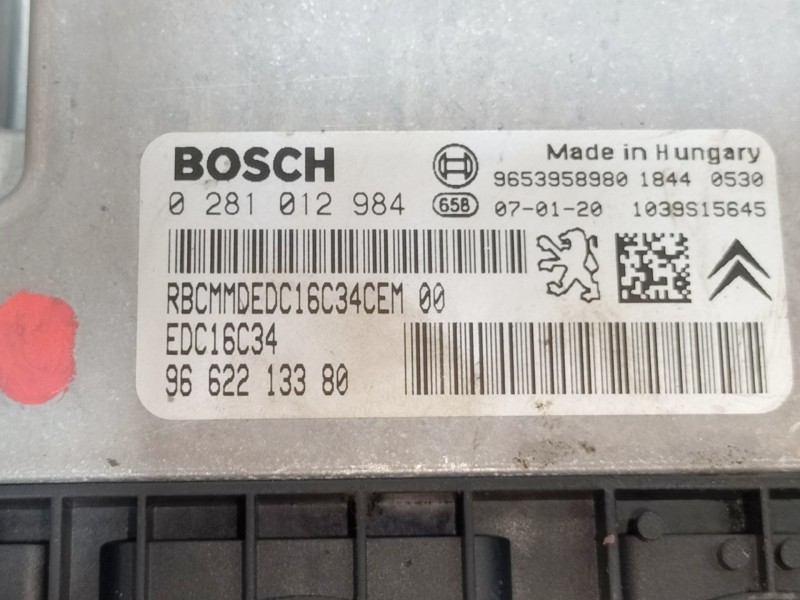 BOSCH
Made in Hungary
9653958980 1844 0530
0 281 012 984
65B 07-01-20 1039S15645
RBCMMDEDC16C34CEM 00
EDC16C34
96 622 133 80